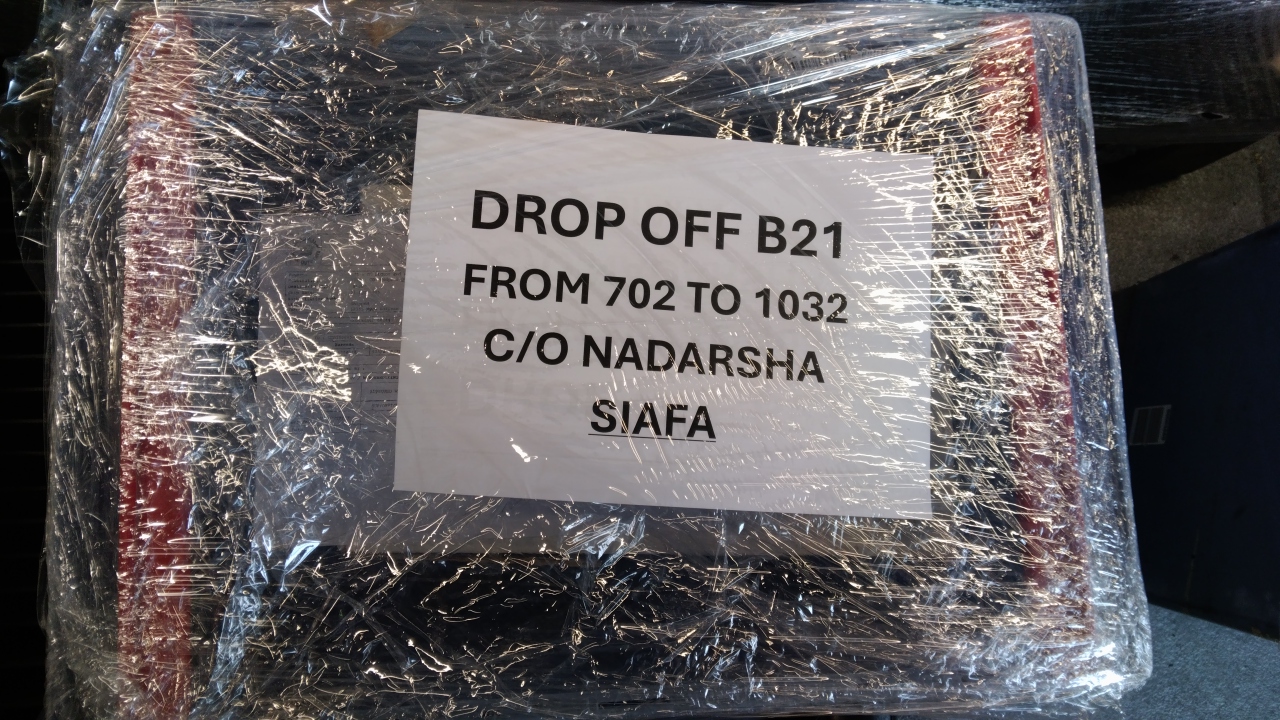 DROP OFF B21
FROM 702 TO 1032
C/O NADARSHA
SIAFA